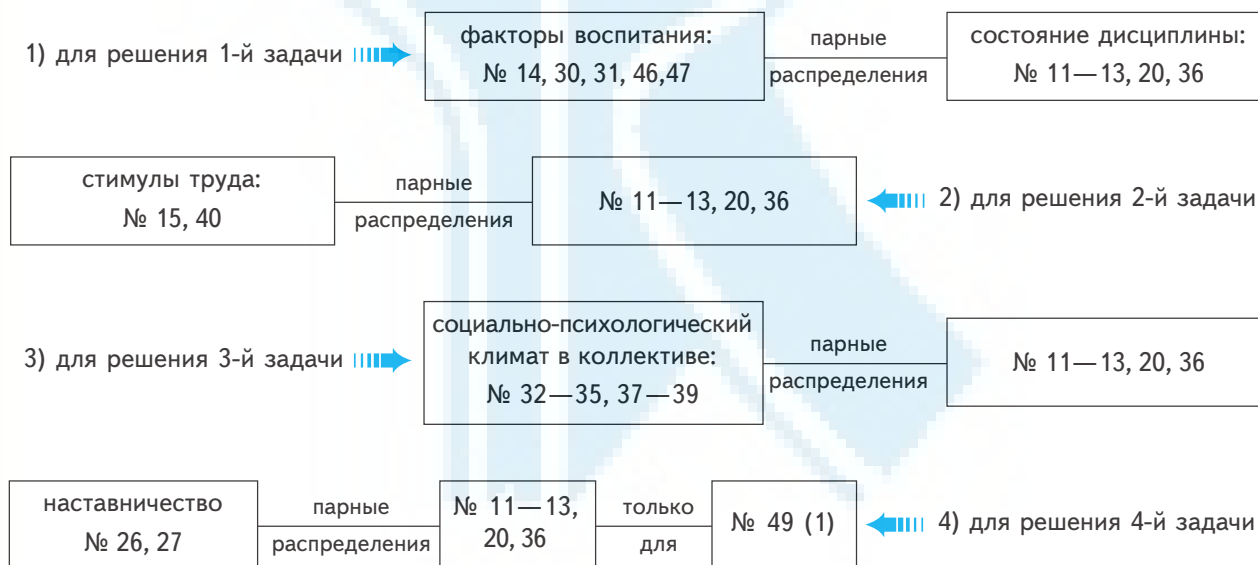 1) для решения 1-й задачи
факторы воспитания:
№ 14, 30, 31, 46,47
парные
распределения
состояние дисциплины:
№ 11—13, 20, 36
стимулы труда:
№ 15, 40
парные
распределения
№ 11—13, 20, 36
2) для решения 2-й задачи
3) для решения 3-й задачи
социально-психологический
климат в коллективе:
№ 32—35, 37—39
парные
распределения
№ 11—13, 20, 36
наставничество
№ 26, 27
парные
распределения
№ 11—13,
20, 36
только
для
№ 49 (1)
4) для решения 4-й задачи